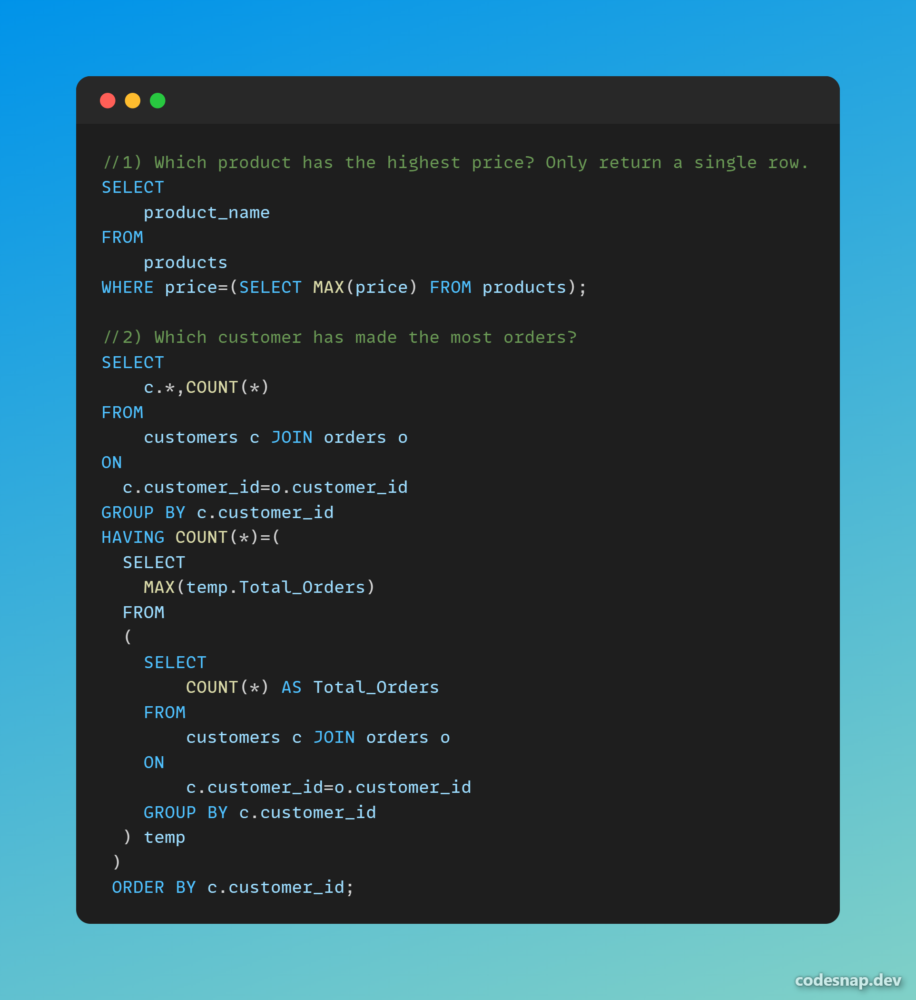 //1) Which product has the highest price? Only return a single row.
SELECT
    product_name
FROM
    products
WHERE price=(SELECT MAX(price) FROM products);

//2) Which customer has made the most orders?
SELECT
    c.*,COUNT(*)
FROM
    customers c JOIN orders o
ON
  c.customer_id=o.customer_id
GROUP BY c.customer_id
HAVING COUNT(*)=(
  SELECT
    MAX(temp.Total_Orders)
  FROM
  (
    SELECT
        COUNT(*) AS Total_Orders
    FROM
        customers c JOIN orders o
    ON
        c.customer_id=o.customer_id
    GROUP BY c.customer_id
  ) temp
 )
 ORDER BY c.customer_id;
codesnap.dev